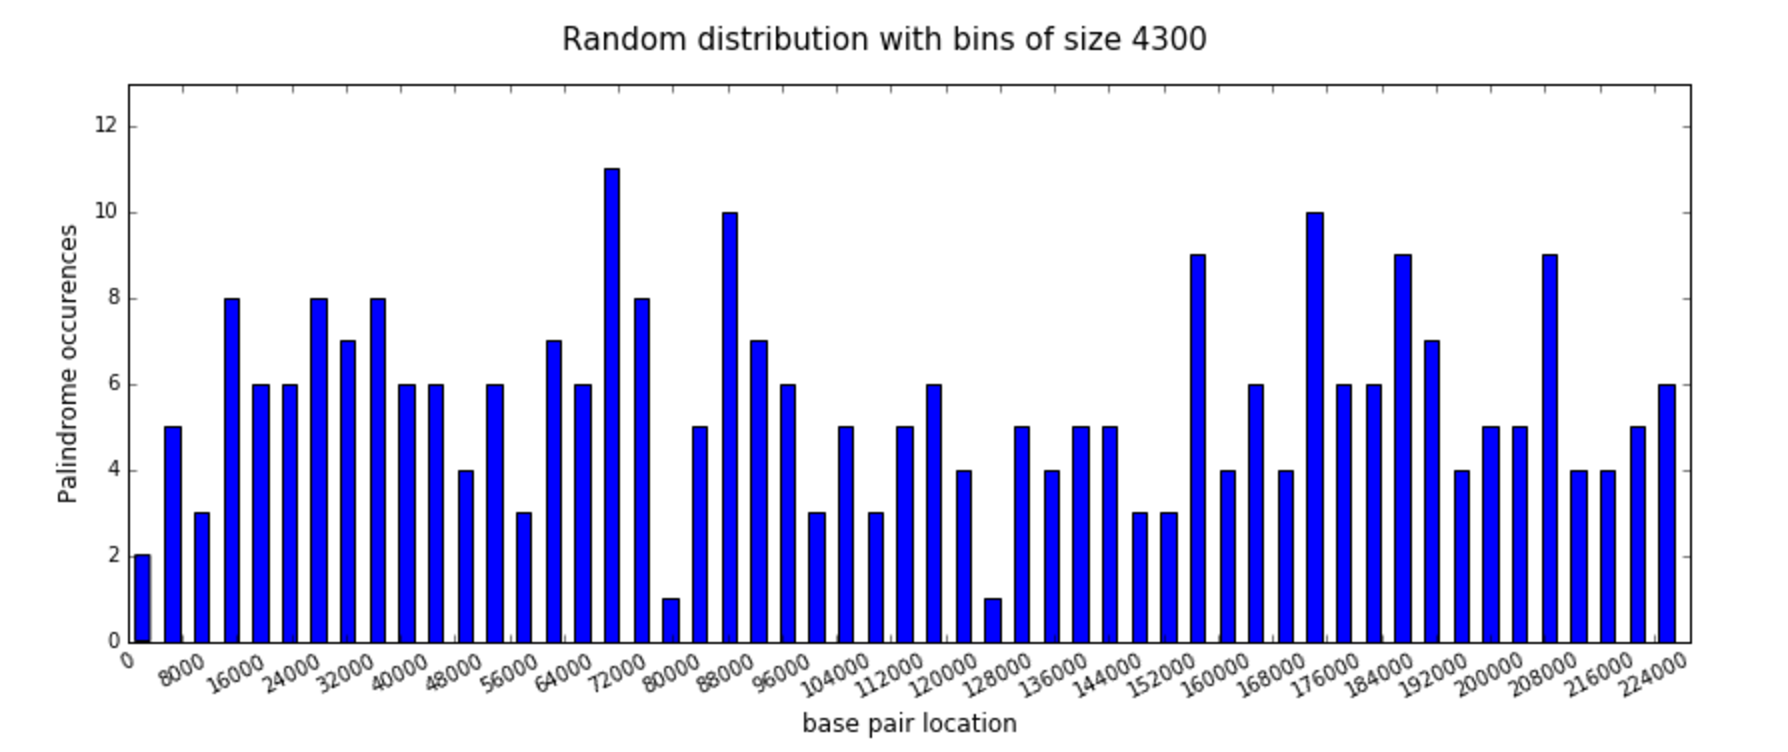 Random distribution with bins of size 4300
12
10
8
6
4
2
0
Palindrome occurences
0 8000 16000 24000 32000 40000 48000 56000 64000 72000 80000 88000 96000 104000 112000 120000 128000 136000 144000 152000 160000 168000 176000 184000 192000 200000 208000 216000 224000
base pair location